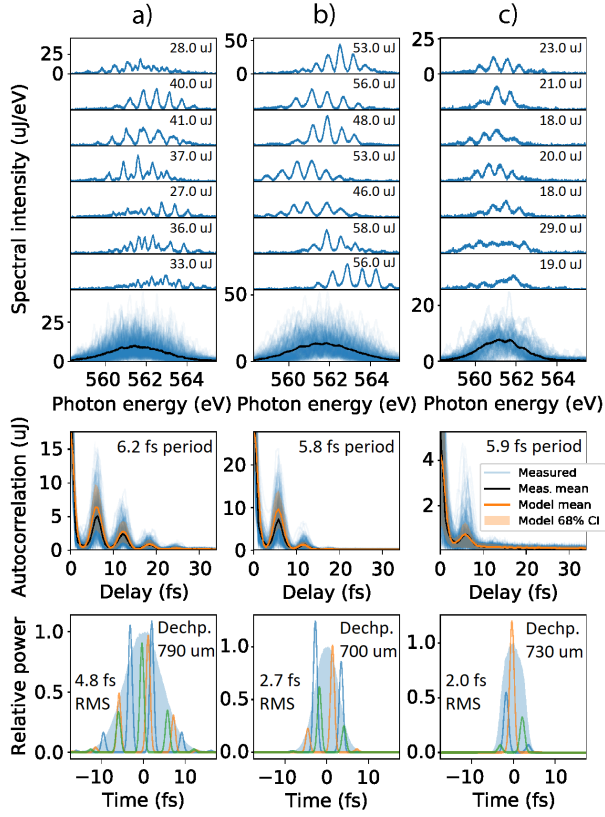 a)
b)
c)
Spectral intensity (uJ/eV)
25
0
28.0 uJ
40.0 uJ
41.0 uJ
37.0 uJ
27.0 uJ
36.0 uJ
33.0 uJ
25
0
560 562 564
Photon energy (eV)
50
0
53.0 uJ
56.0 uJ
48.0 uJ
53.0 uJ
46.0 uJ
58.0 uJ
56.0 uJ
50
0
560 562 564
Photon energy (eV)
25
0
23.0 uJ
21.0 uJ
18.0 uJ
20.0 uJ
18.0 uJ
29.0 uJ
19.0 uJ
25
0
560 562 564
Photon energy (eV)
Autocorrelation (uJ)
15
10
5
0
6.2 fs period
0 10 20 30
Delay (fs)
20
0
5.8 fs period
0 10 20 30
Delay (fs)
4
2
5.9 fs period
Measured
Meas. mean
Model mean
Model 68% CI
0 10 20 30
Delay (fs)
Relative power
1.0
0.5
0.0
Dechp.
790 um
4.8 fs
RMS
−10 0 10
Time (fs)
1.0
0.5
0.0
Dechp.
700 um
2.7 fs
RMS
−10 0 10
Time (fs)
1.0
0.5
0.0
Dechp.
730 um
2.0 fs
RMS
−10 0 10
Time (fs)